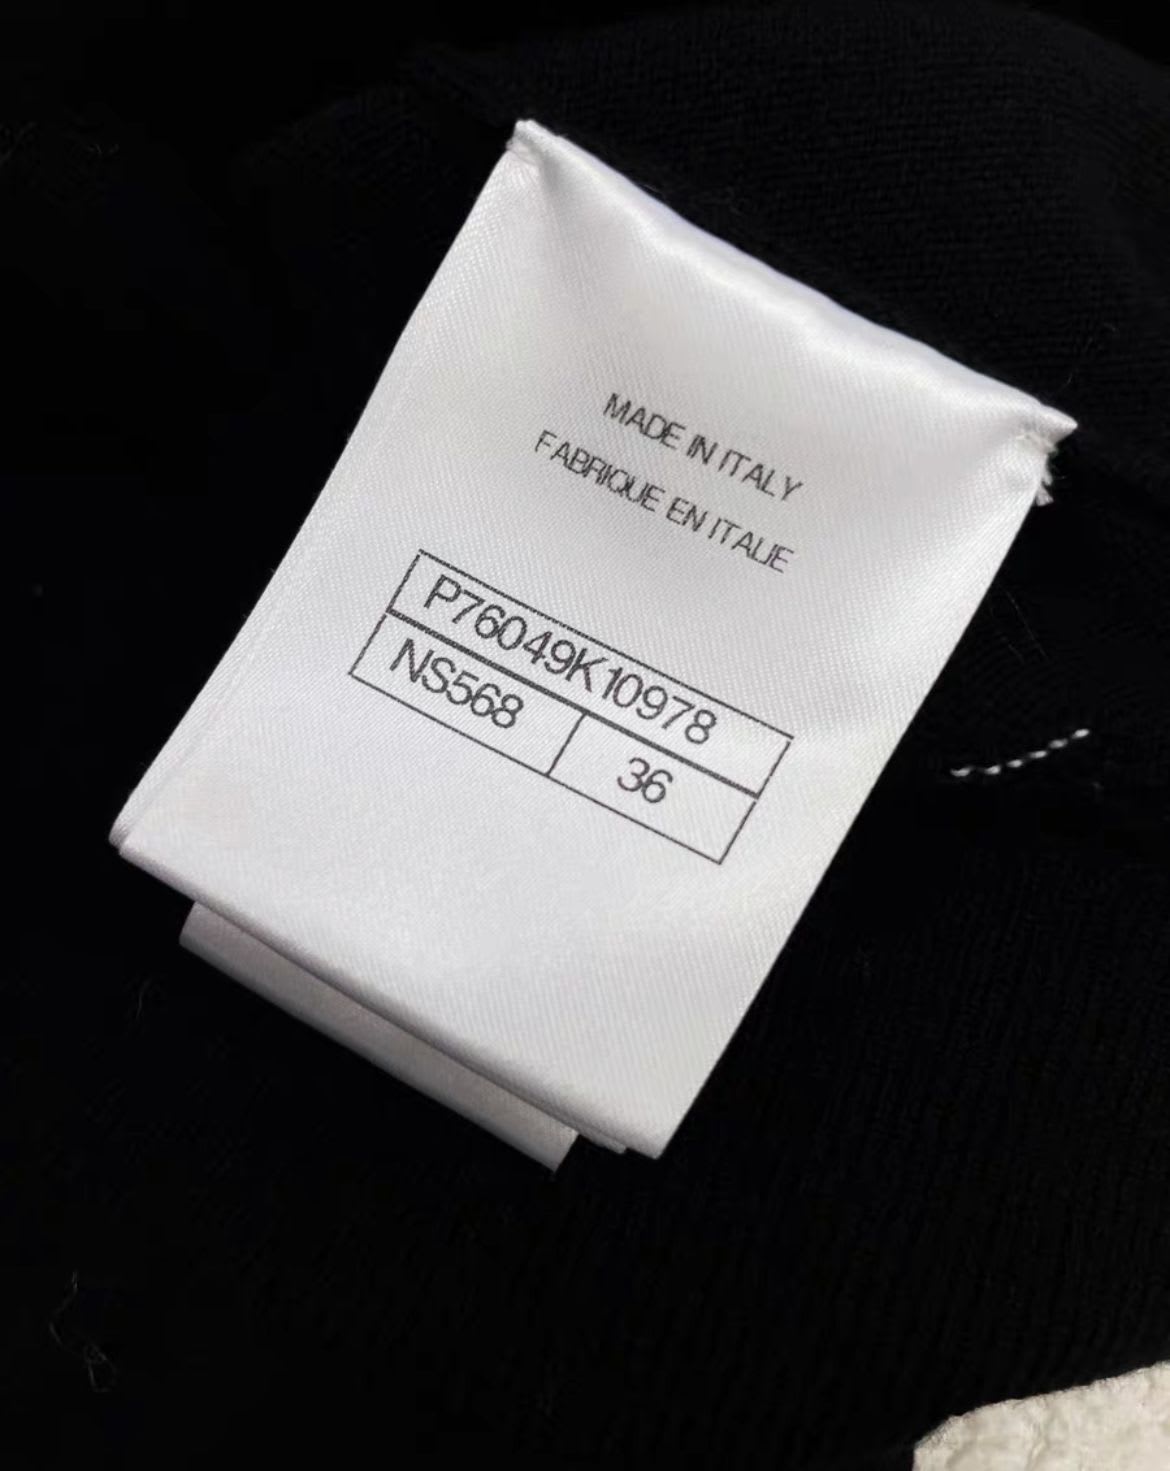 MADE IN ITALY
FABRIQUE EN ITALIE
P76049K10978
NS568 36